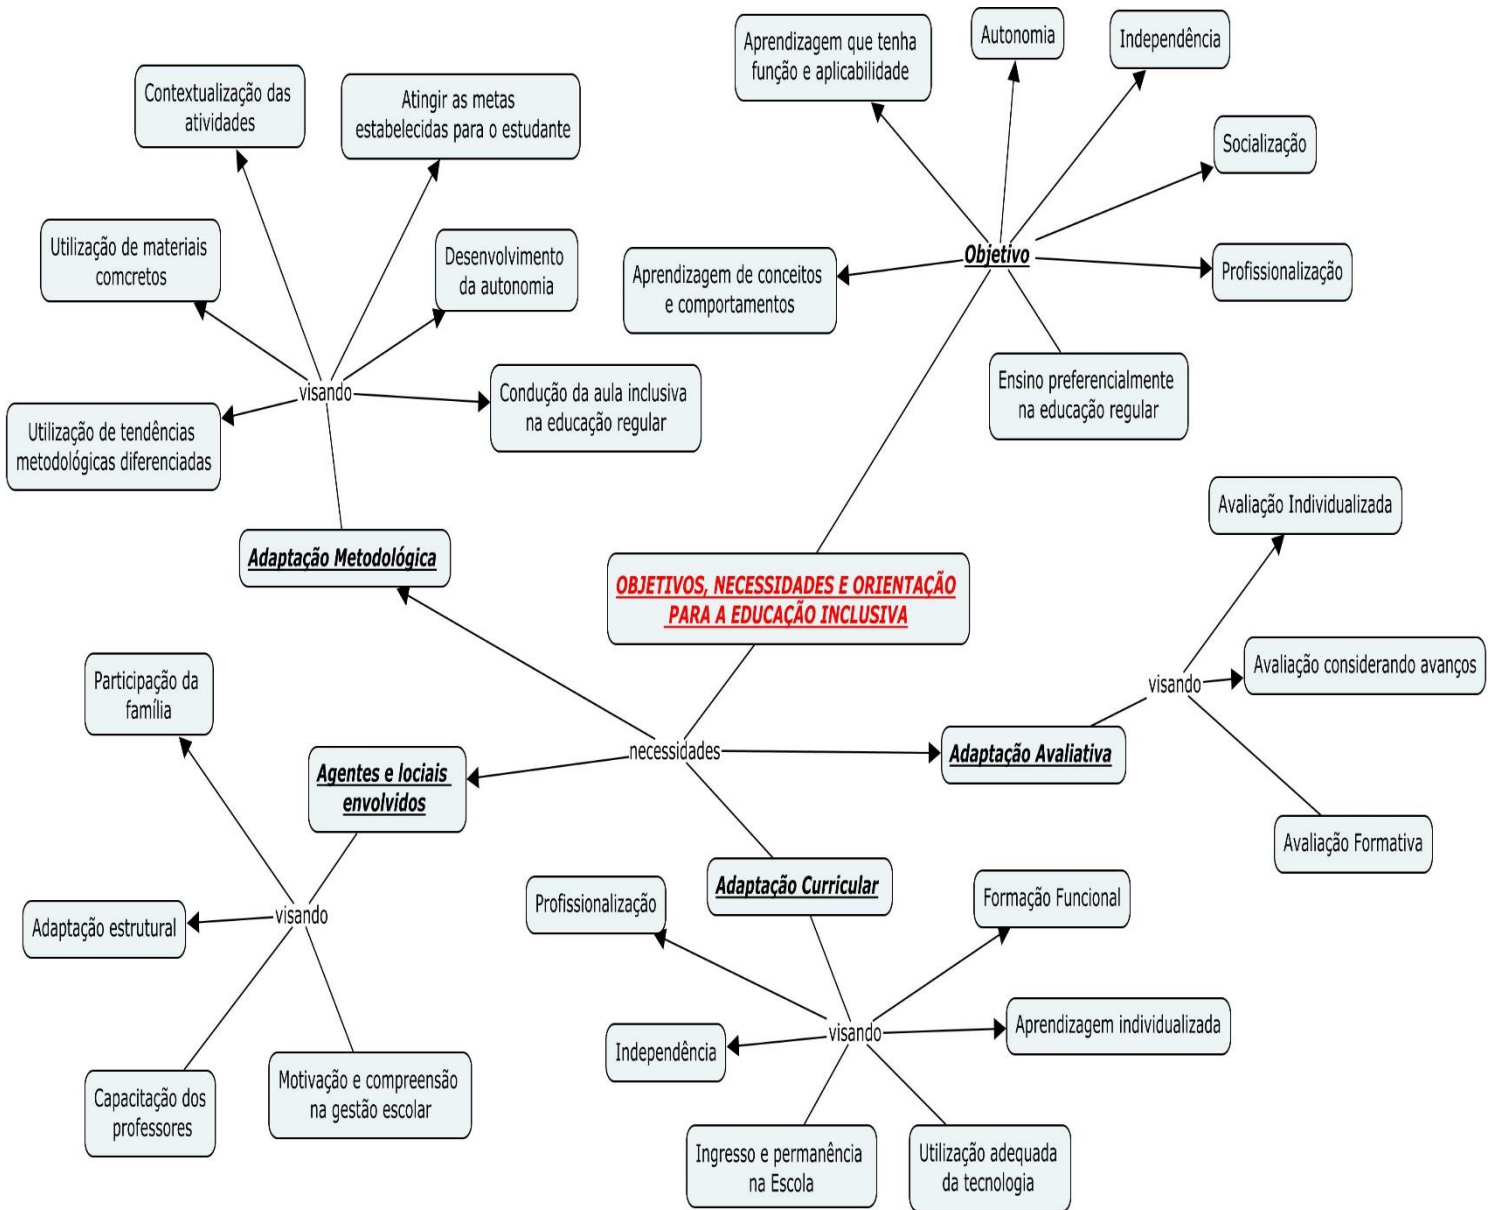 Aprendizagem que tenha
função e aplicabilidade
Autonomia
Independência
Socialização
Profissionalização
Objetivo
Aprendizagem de conceitos
e comportamentos
Ensino preferencialmente
na educação regular
Contextualização das
atividades
Atingir as metas
estabelecidas para o estudante
Utilização de materiais
comcretos
Desenvolvimento
da autonomia
visando
Utilização de tendências
metodológicas diferenciadas
Condução da aula inclusiva
na educação regular
Adaptação Metodológica
OBJETIVOS, NECESSIDADES E ORIENTAÇÃO
PARA A EDUCAÇÃO INCLUSIVA
necessidades
Avaliação Individualizada
Avaliação considerando avanços
visando
Adaptação Avaliativa
Avaliação Formativa
Participação da
família
Agentes e lociais
envolvidos
visando
Adaptação estrutural
Capacitação dos
professores
Motivação e compreensão
na gestão escolar
Adaptação Curricular
Profissionalização
Formação Funcional
visando
Independência
Aprendizagem individualizada
Ingresso e permanência
na Escola
Utilização adequada
da tecnologia